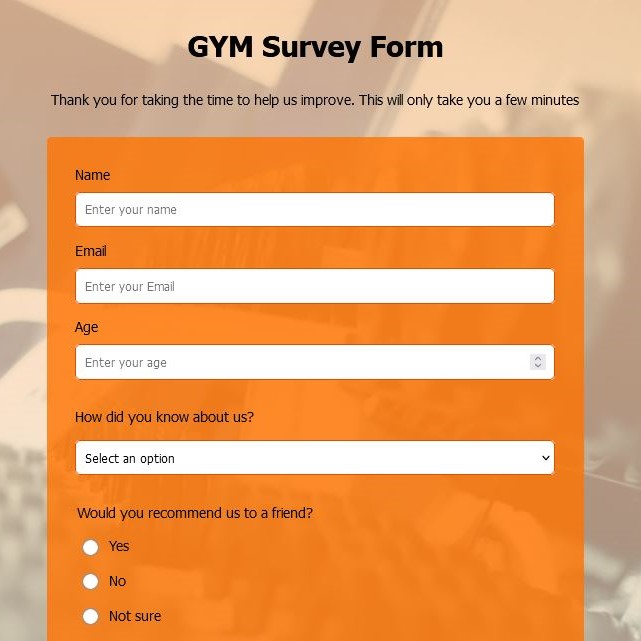 GYM Survey Form
Thank you for taking the time to help us improve. This will only take you a few minutes
Name
Enter your name
Email
Enter your Email
Age
Enter your age
How did you know about us?
Select an option
Would you recommend us to a friend?
Yes
No
Not sure